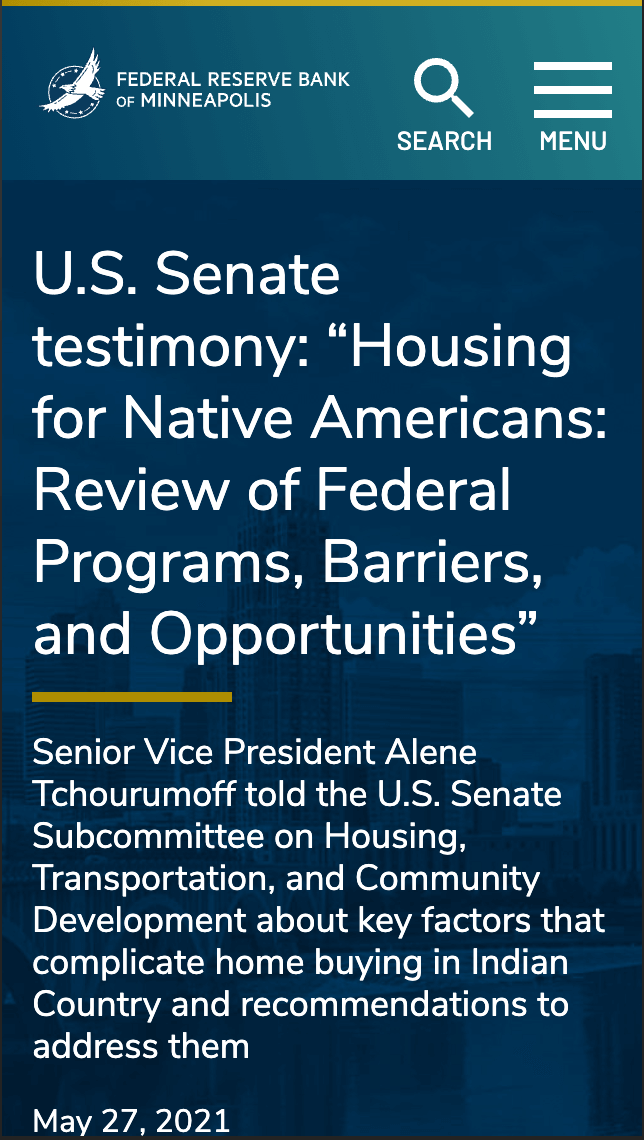 FEDERAL RESERVE BANK
OF MINNEAPOLIS
SEARCH
MENU
U.S. Senate
testimony: “Housing
for Native Americans:
Review of Federal
Programs, Barriers,
and Opportunities”
Senior Vice President Alene
Tchourumoff told the U.S. Senate
Subcommittee on Housing,
Transportation, and Community
Development about key factors that
complicate home buying in Indian
Country and recommendations to
address them
May 27, 2021